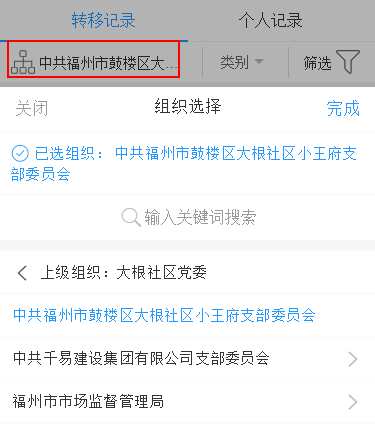 转移记录 个人记录
中共福州市鼓楼区大... 类别 筛选
关闭 组织选择 完成
已选组织： 中共福州市鼓楼区大根社区小王府支
部委员会
输入关键词搜索
上级组织：大根社区党委
中共福州市鼓楼区大根社区小王府支部委员会
中共千易建设集团有限公司支部委员会
福州市市场监督管理局